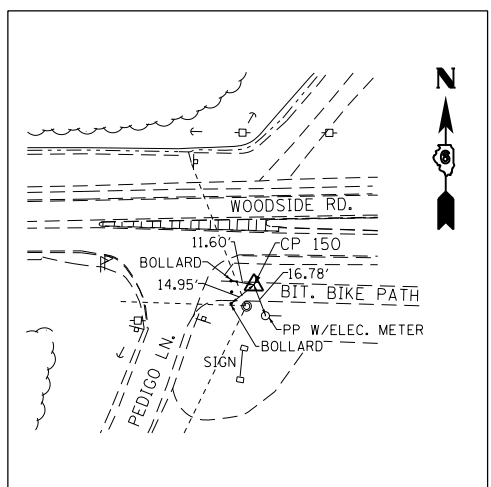 N
6
WOODSIDE RD.
11.60'
CP 150
BOLLARD
16.78'
14.95'
BIT. BIKE PATH
PP W/ELEC. METER
BOLLARD
SIGN
PEDIGO LN.